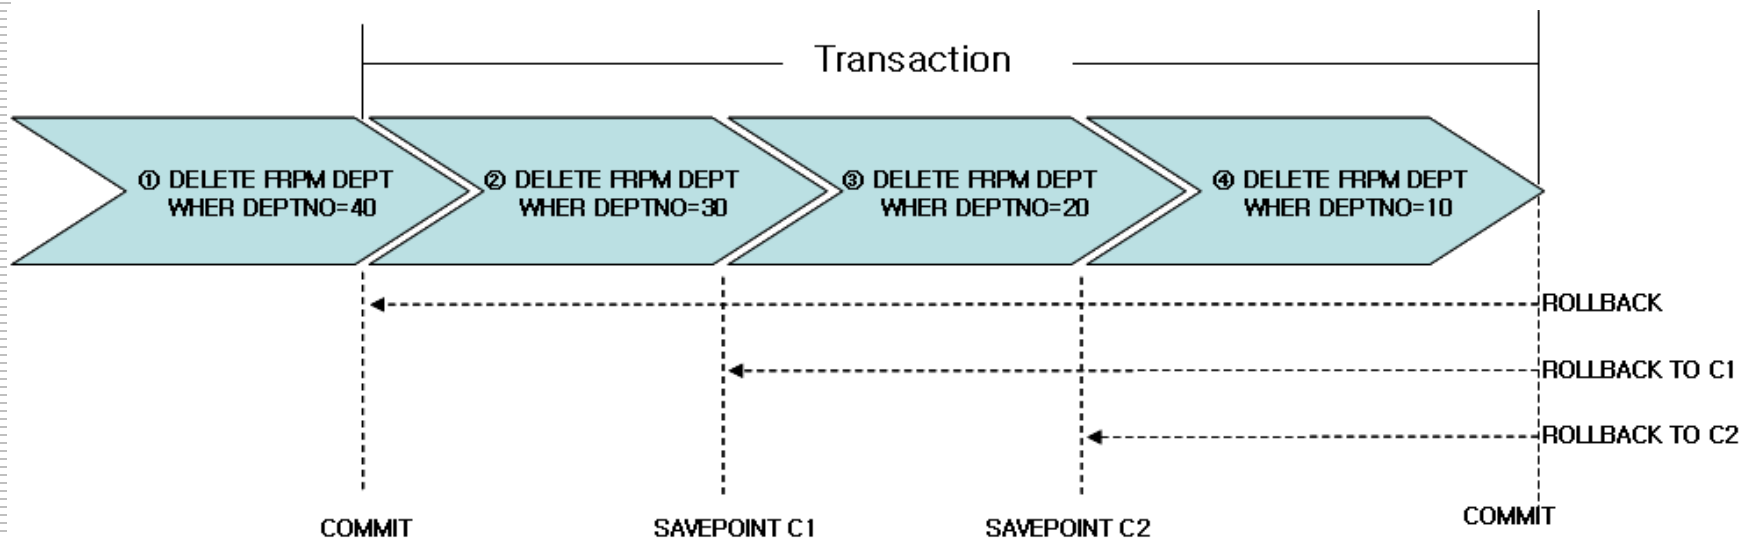 Transaction
① DELETE FRPM DEPT
WHER DEPTNO=40
② DELETE FRPM DEPT
WHER DEPTNO=30
③ DELETE FRPM DEPT
WHER DEPTNO=20
④ DELETE FRPM DEPT
WHER DEPTNO=10
ROLLBACK
ROLLBACK TO C1
ROLLBACK TO C2
COMMIT
SAVEPOINT C1
SAVEPOINT C2
COMMIT